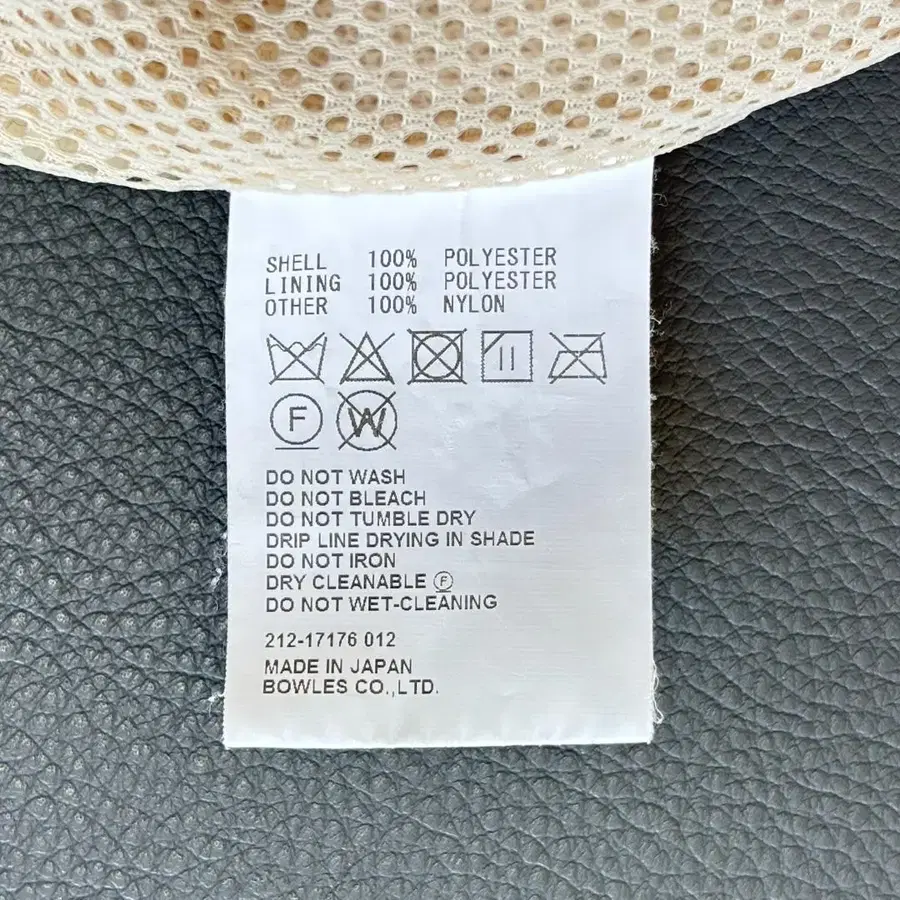 SHELL 100% POLYESTER
LINING 100% POLYESTER
OTHER 100% NYLON
F W
DO NOT WASH
DO NOT BLEACH
DO NOT TUMBLE DRY
DRIP LINE DRYING IN SHADE
DO NOT IRON
DRY CLEANABLE Ⓕ
DO NOT WET-CLEANING
212-17176 012
MADE IN JAPAN
BOWLES CO.,LTD.